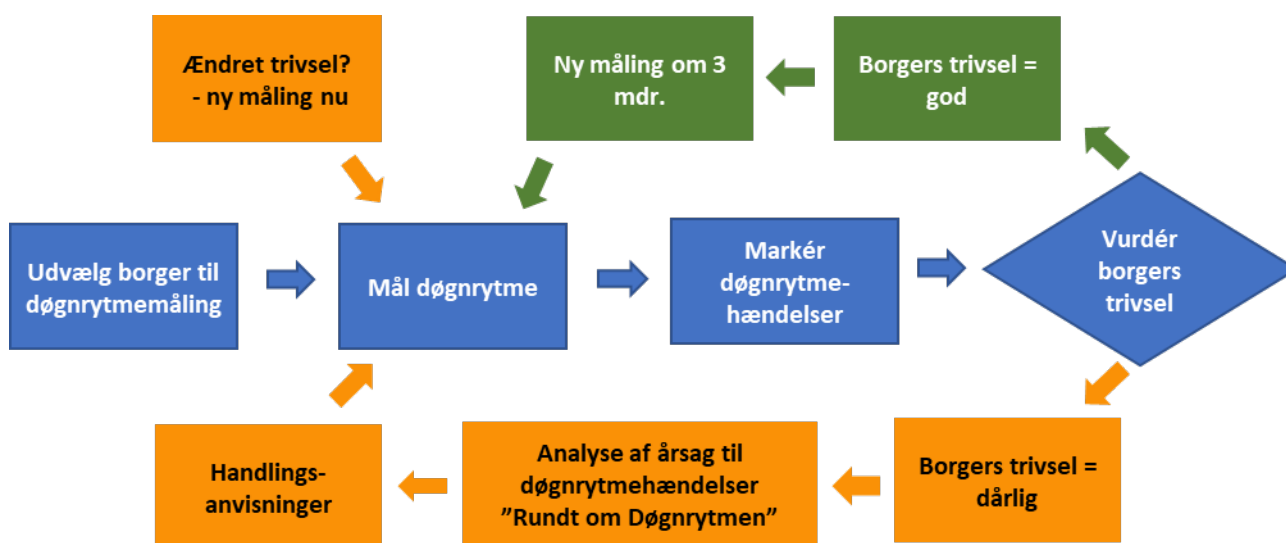 Ændret trivsel?
- ny måling nu
Ny måling om 3
mdr.
Borgers trivsel =
god
Udvælg borger til
døgnrytmemåling
Mål døgnrytme
Markér
døgnrytme-
hændelser
Vurdér
borgers
trivsel
Handlings-
anvisninger
Analyse af årsag til
døgnrytmehændelser
”Rundt om Døgnrytmen”
Borgers trivsel =
dårlig